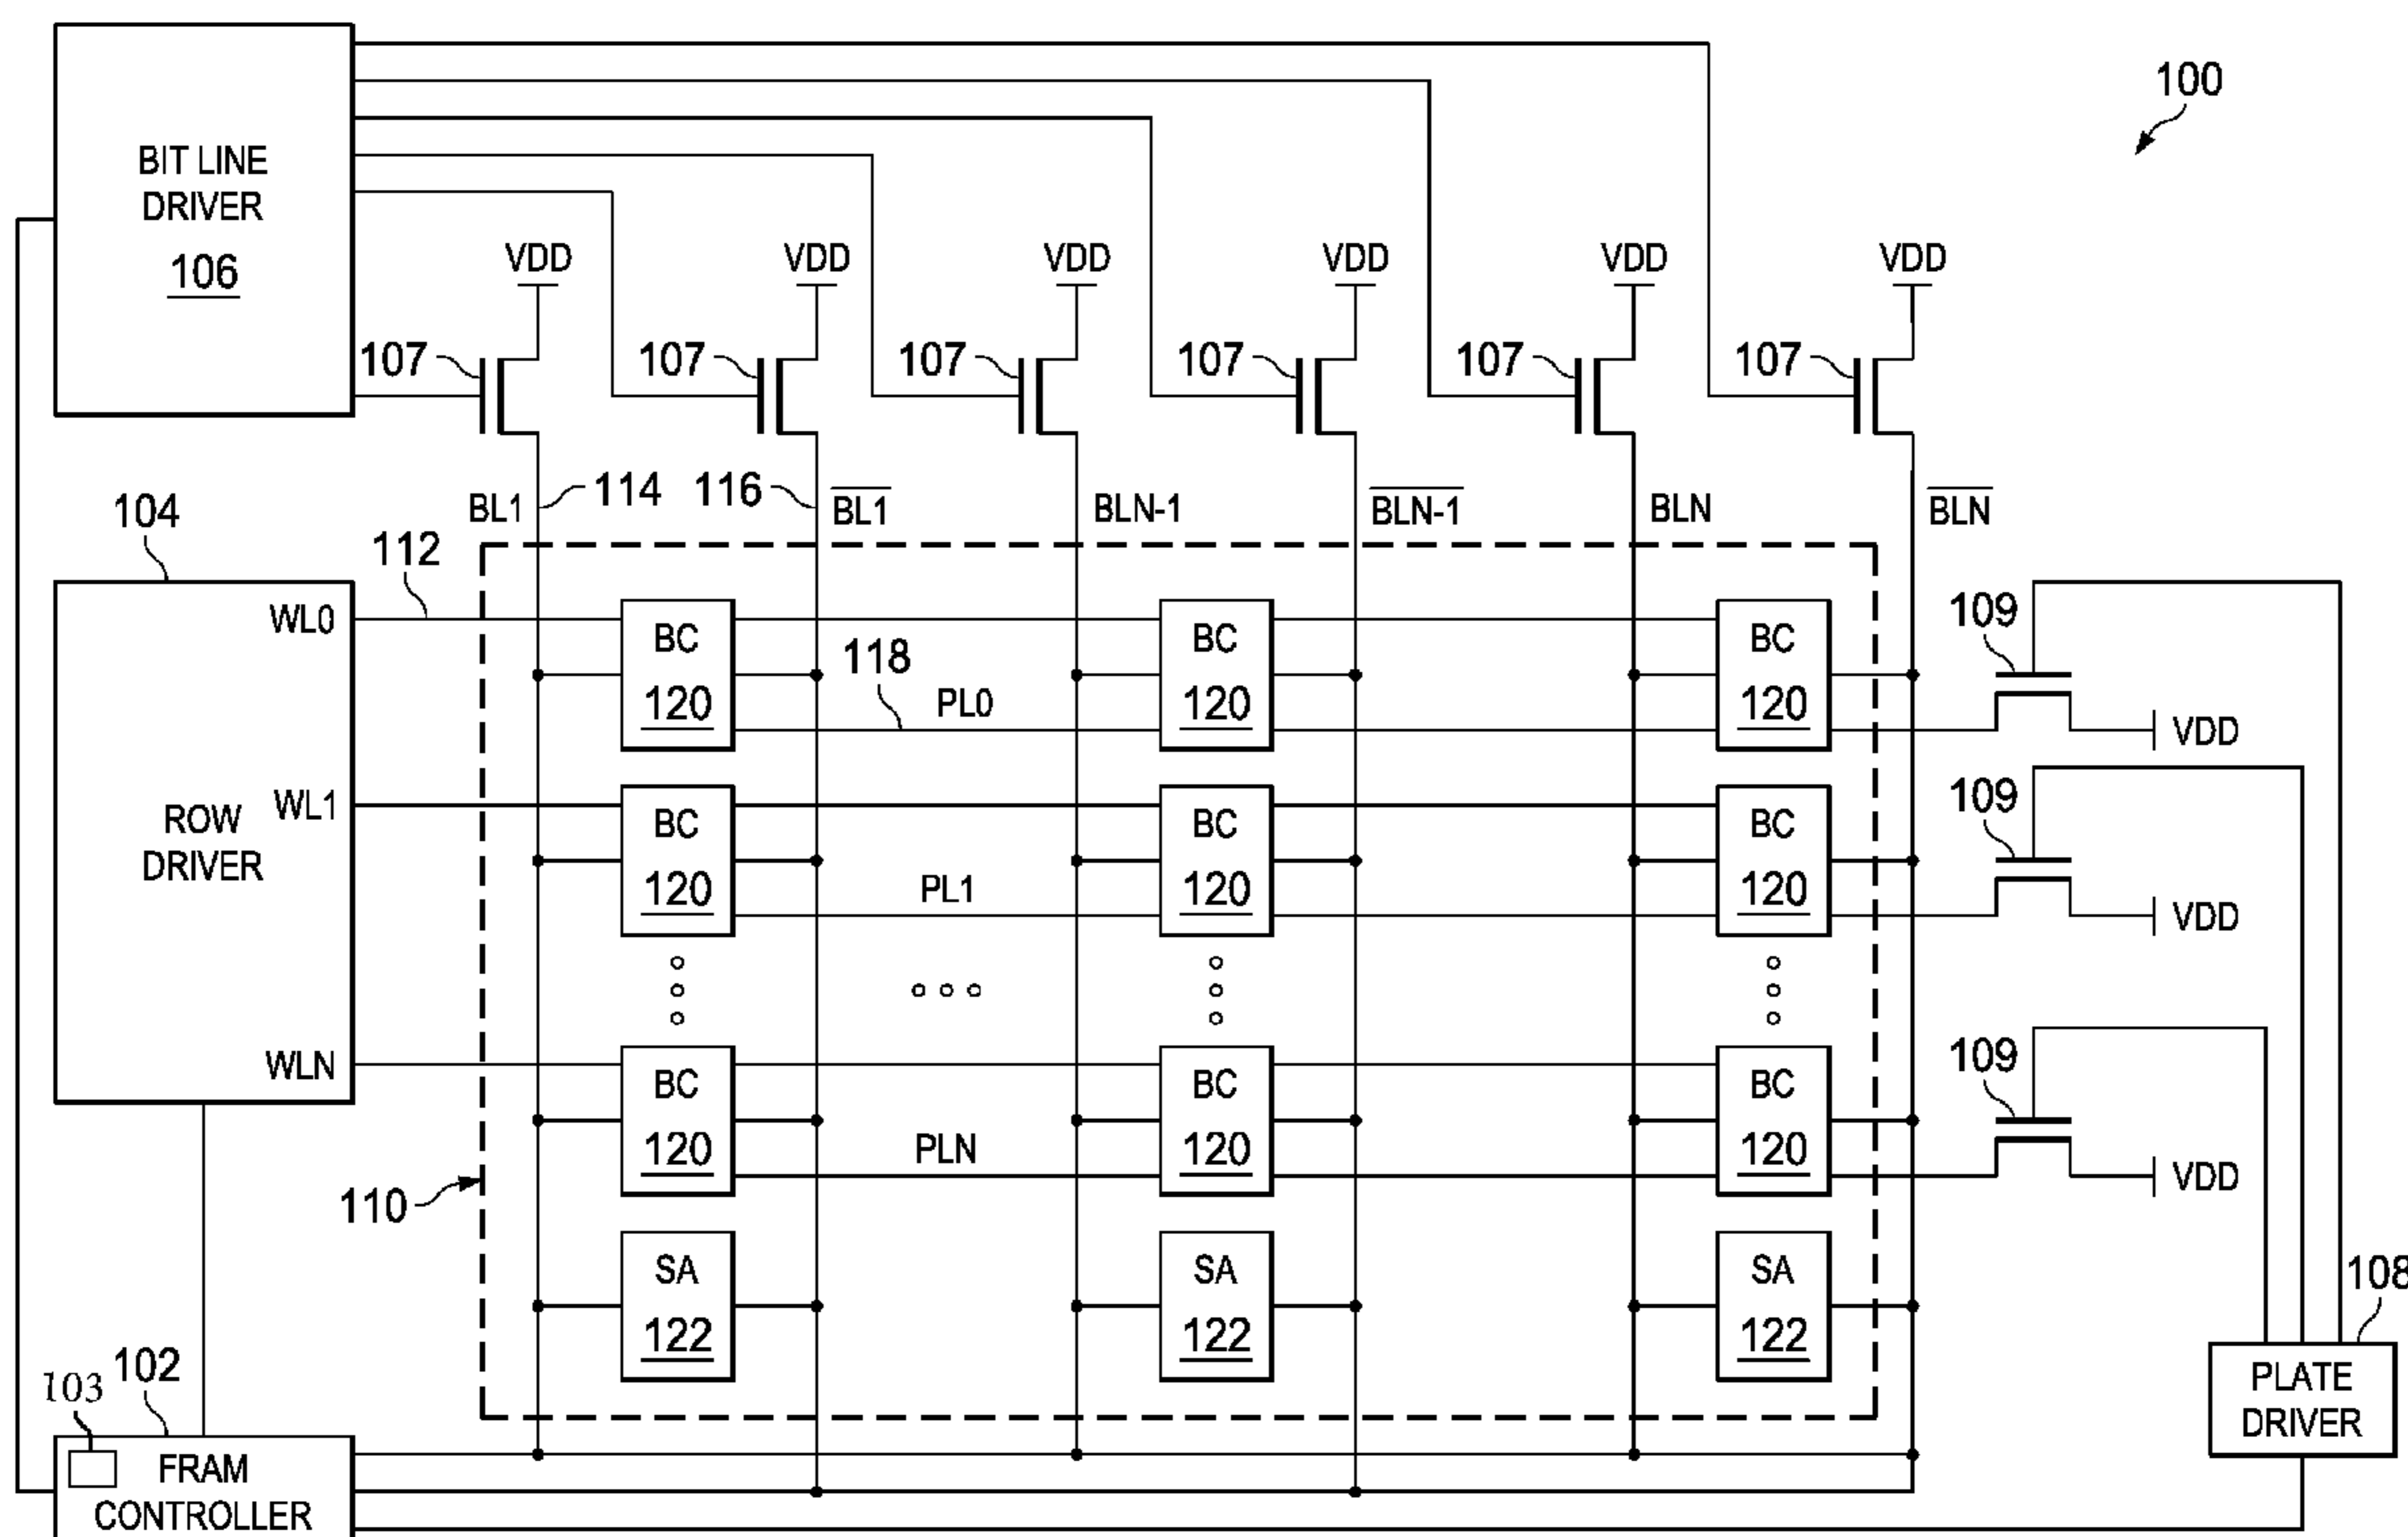 100
BIT LINE
DRIVER
106
VDD VDD VDD VDD VDD VDD
107 107 107 107 107 107
BL1 114 116 B̅L̅1̅ BLN-1 B̅L̅N̅-̅1̅ BLN B̅L̅N̅
104
112
WL0 BC BC BC 109
118
120 PL0 120 120 VDD
ROW
DRIVER
WL1 BC BC BC 109
120 PL1 120 120 VDD
WLN BC BC BC 109
120 PLN 120 120 VDD
110
SA SA SA
122 122 122
108
PLATE
DRIVER
103 102
FRAM
CONTROLLER